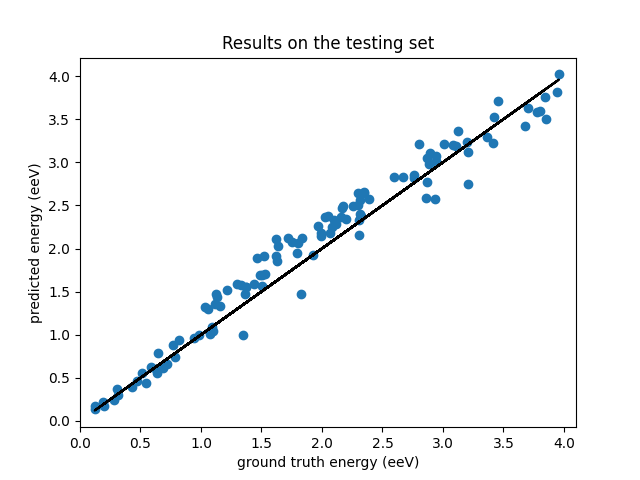 Results on the testing set
predicted energy (eeV)
4.0
3.5
3.0
2.5
2.0
1.5
1.0
0.5
0.0
0.0 0.5 1.0 1.5 2.0 2.5 3.0 3.5 4.0
ground truth energy (eeV)